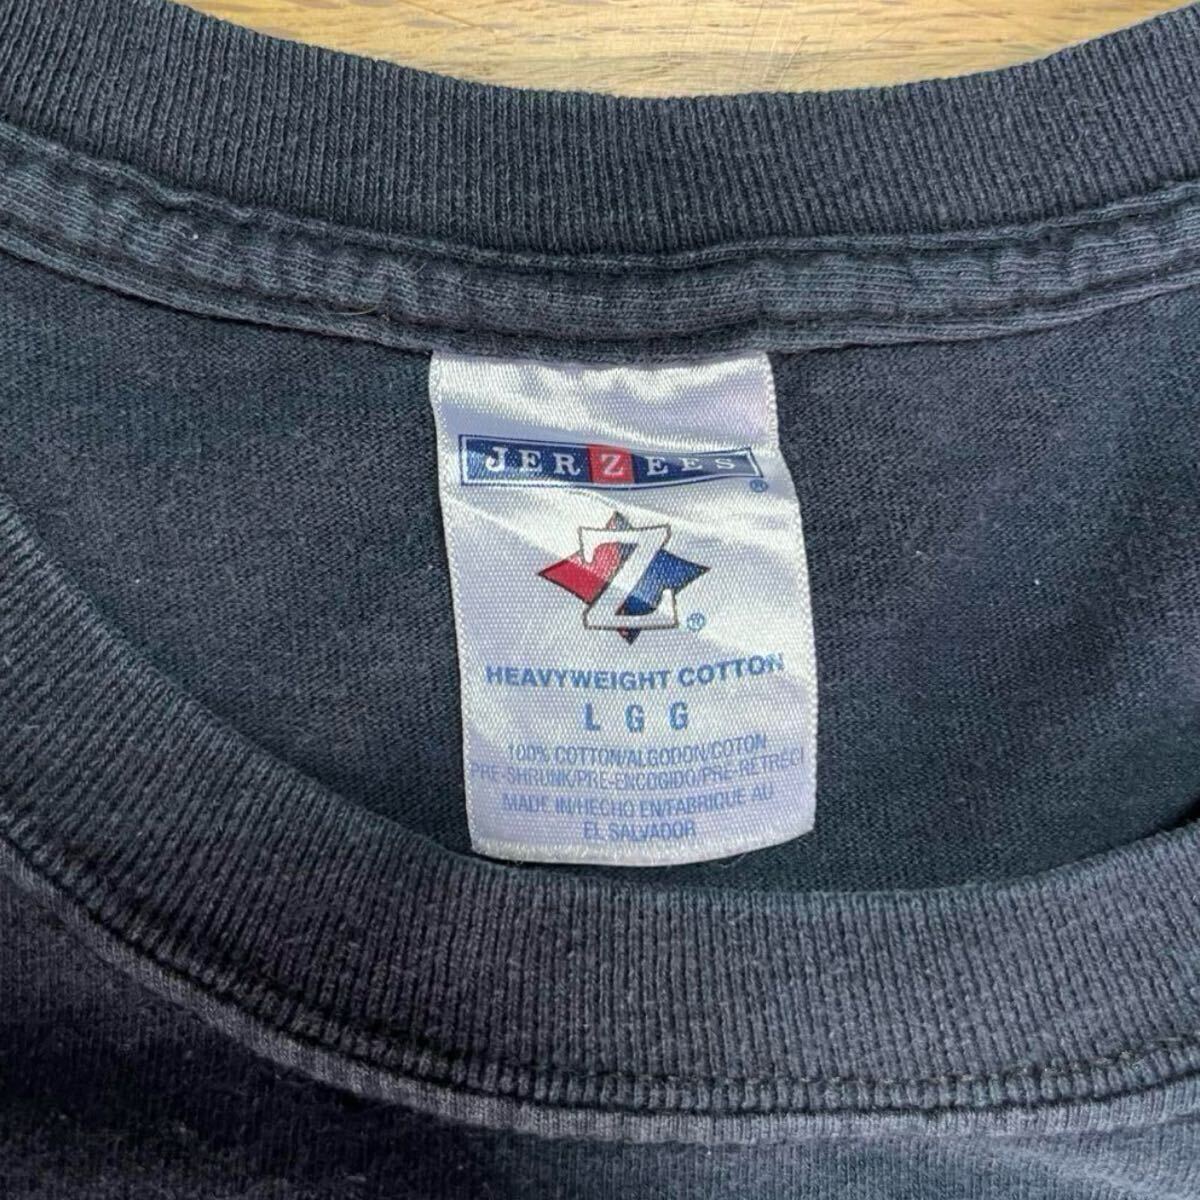 JERZEES ®
Z ®
HEAVYWEIGHT COTTON
L G G
100% COTTON/ALGODON/COTON
PRE-SHRUNK/PRE-ENCOGIDO/PRE-RETRECI
MADE IN/HECHO EN/FABRIQUE AU
EL SALVADOR